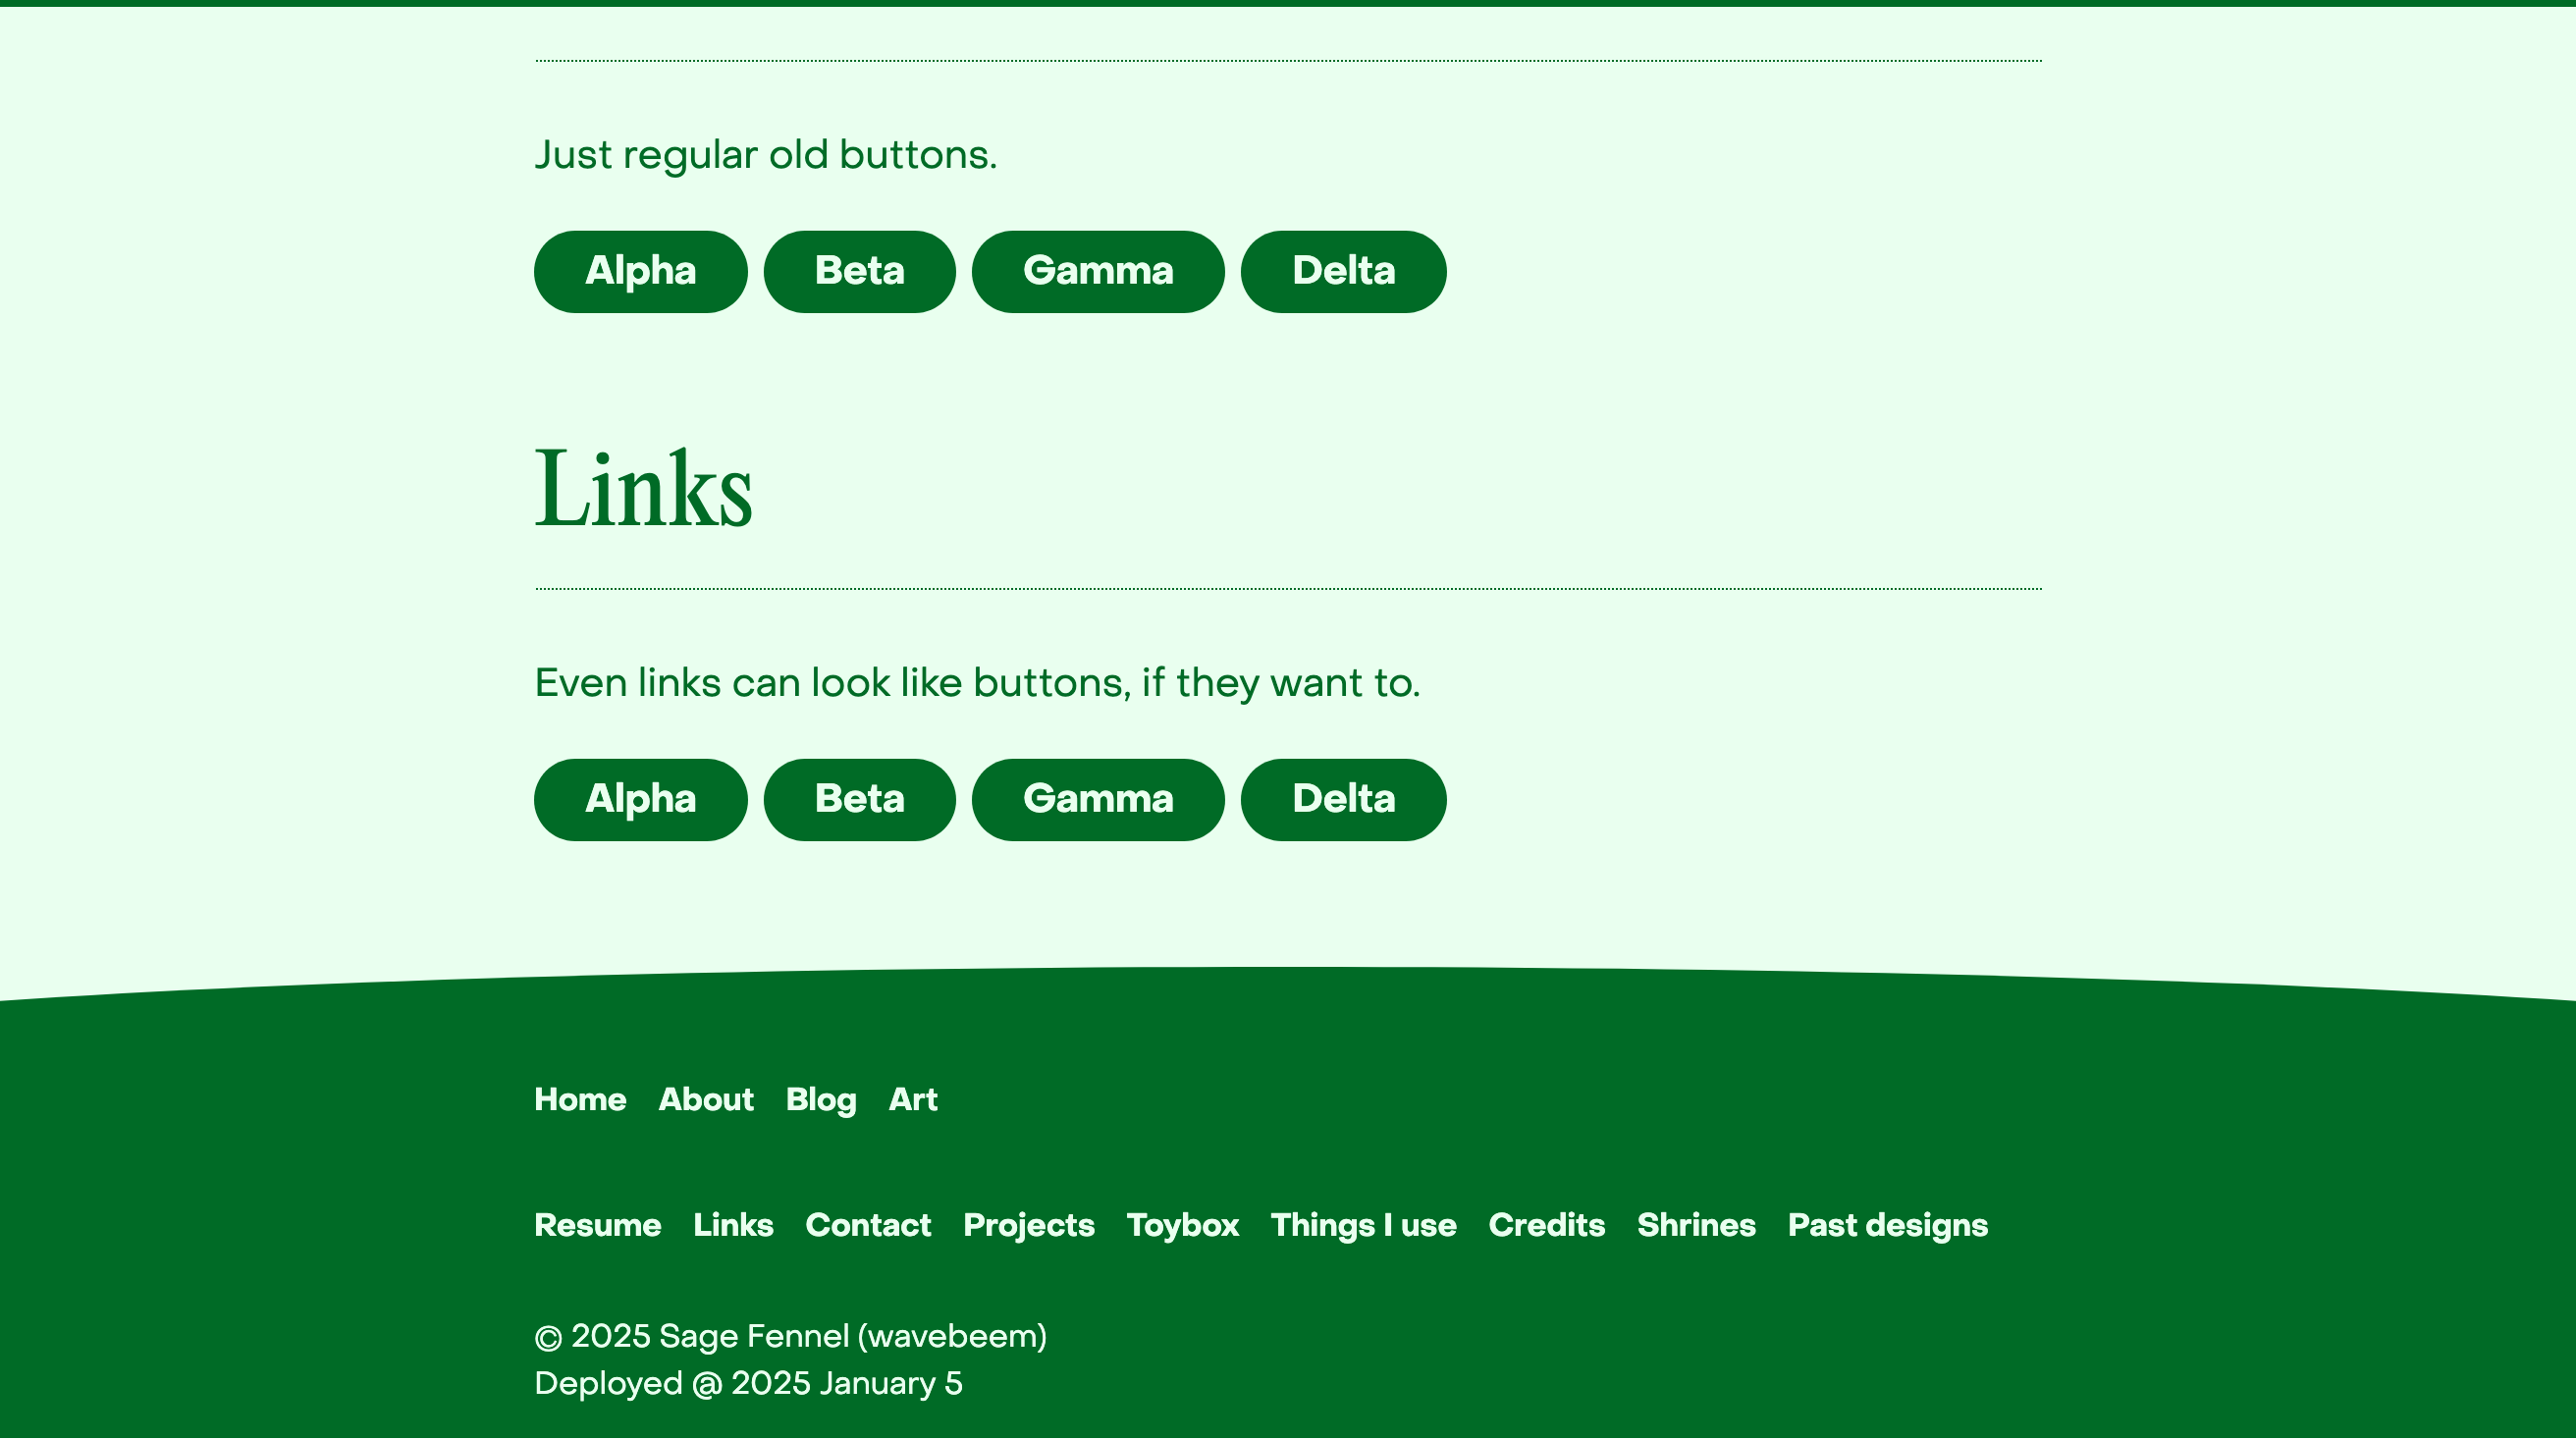 Just regular old buttons.
Alpha Beta Gamma Delta
Links
Even links can look like buttons, if they want to.
Alpha Beta Gamma Delta
Home About Blog Art
Resume Links Contact Projects Toybox Things I use Credits Shrines Past designs
© 2025 Sage Fennel (wavebeem)
Deployed @ 2025 January 5